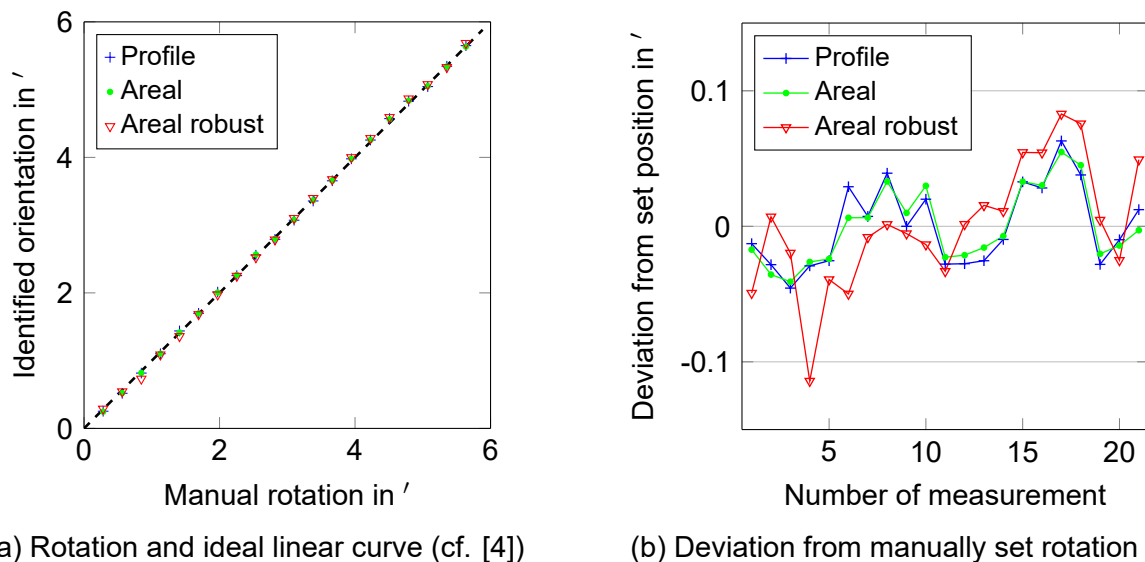 6
4
2
0
0
2
4
6
Identified orientation in ′
Manual rotation in ′
Profile
Areal
Areal robust
a) Rotation and ideal linear curve (cf. [4])
0.1
0
-0.1
5
10
15
20
Deviation from set position in ′
Number of measurement
Profile
Areal
Areal robust
(b) Deviation from manually set rotation